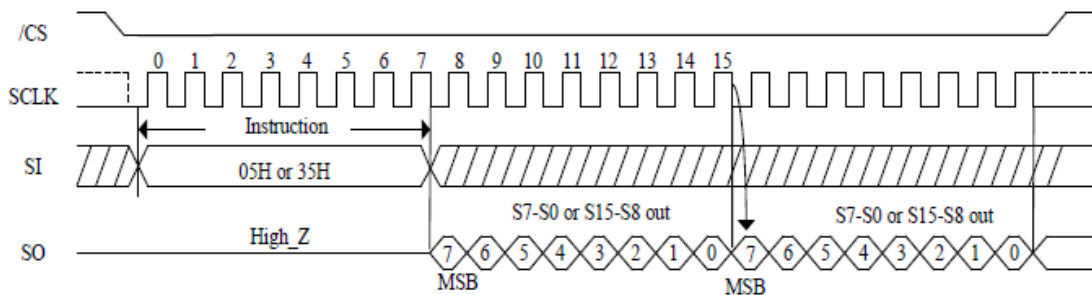 /CS
0 1 2 3 4 5 6 7 8 9 10 11 12 13 14 15
SCLK
Instruction
SI
05H or 35H
S7-S0 or S15-S8 out
S7-S0 or S15-S8 out
High_Z
SO
7 6 5 4 3 2 1 0 7 6 5 4 3 2 1 0
MSB
MSB